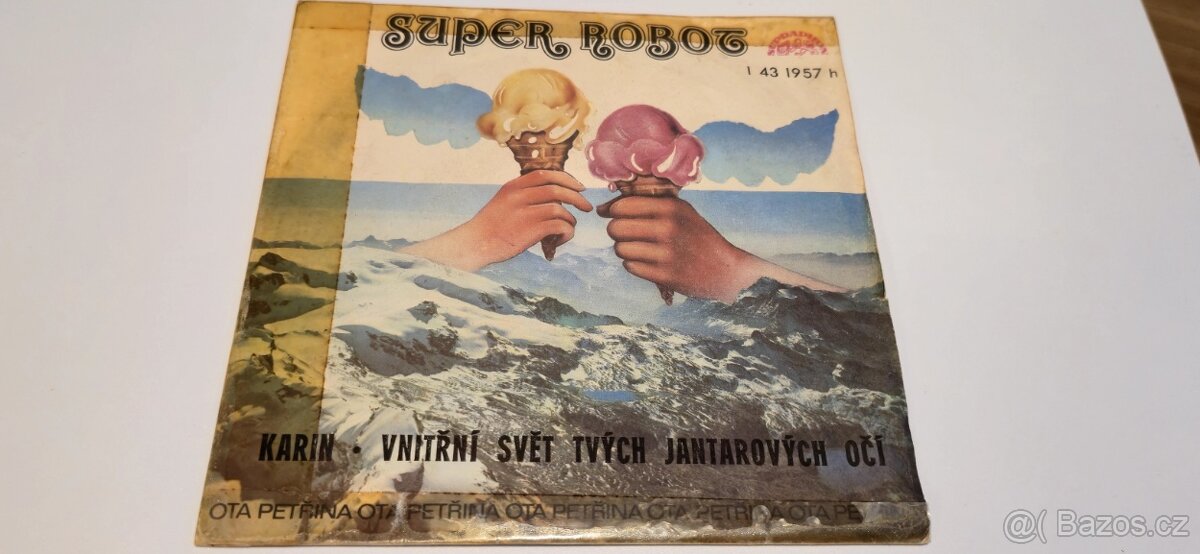 SUPER ROBOT
SUPRAPHON
1 43 1957 h
KARIN • VNITŘNÍ SVĚT TVÝCH JANTAROVÝCH OČÍ
OTA PETŘINA OTA PETŘINA OTA PETŘINA OTA PETŘINA OTA PE
@( Bazos.cz